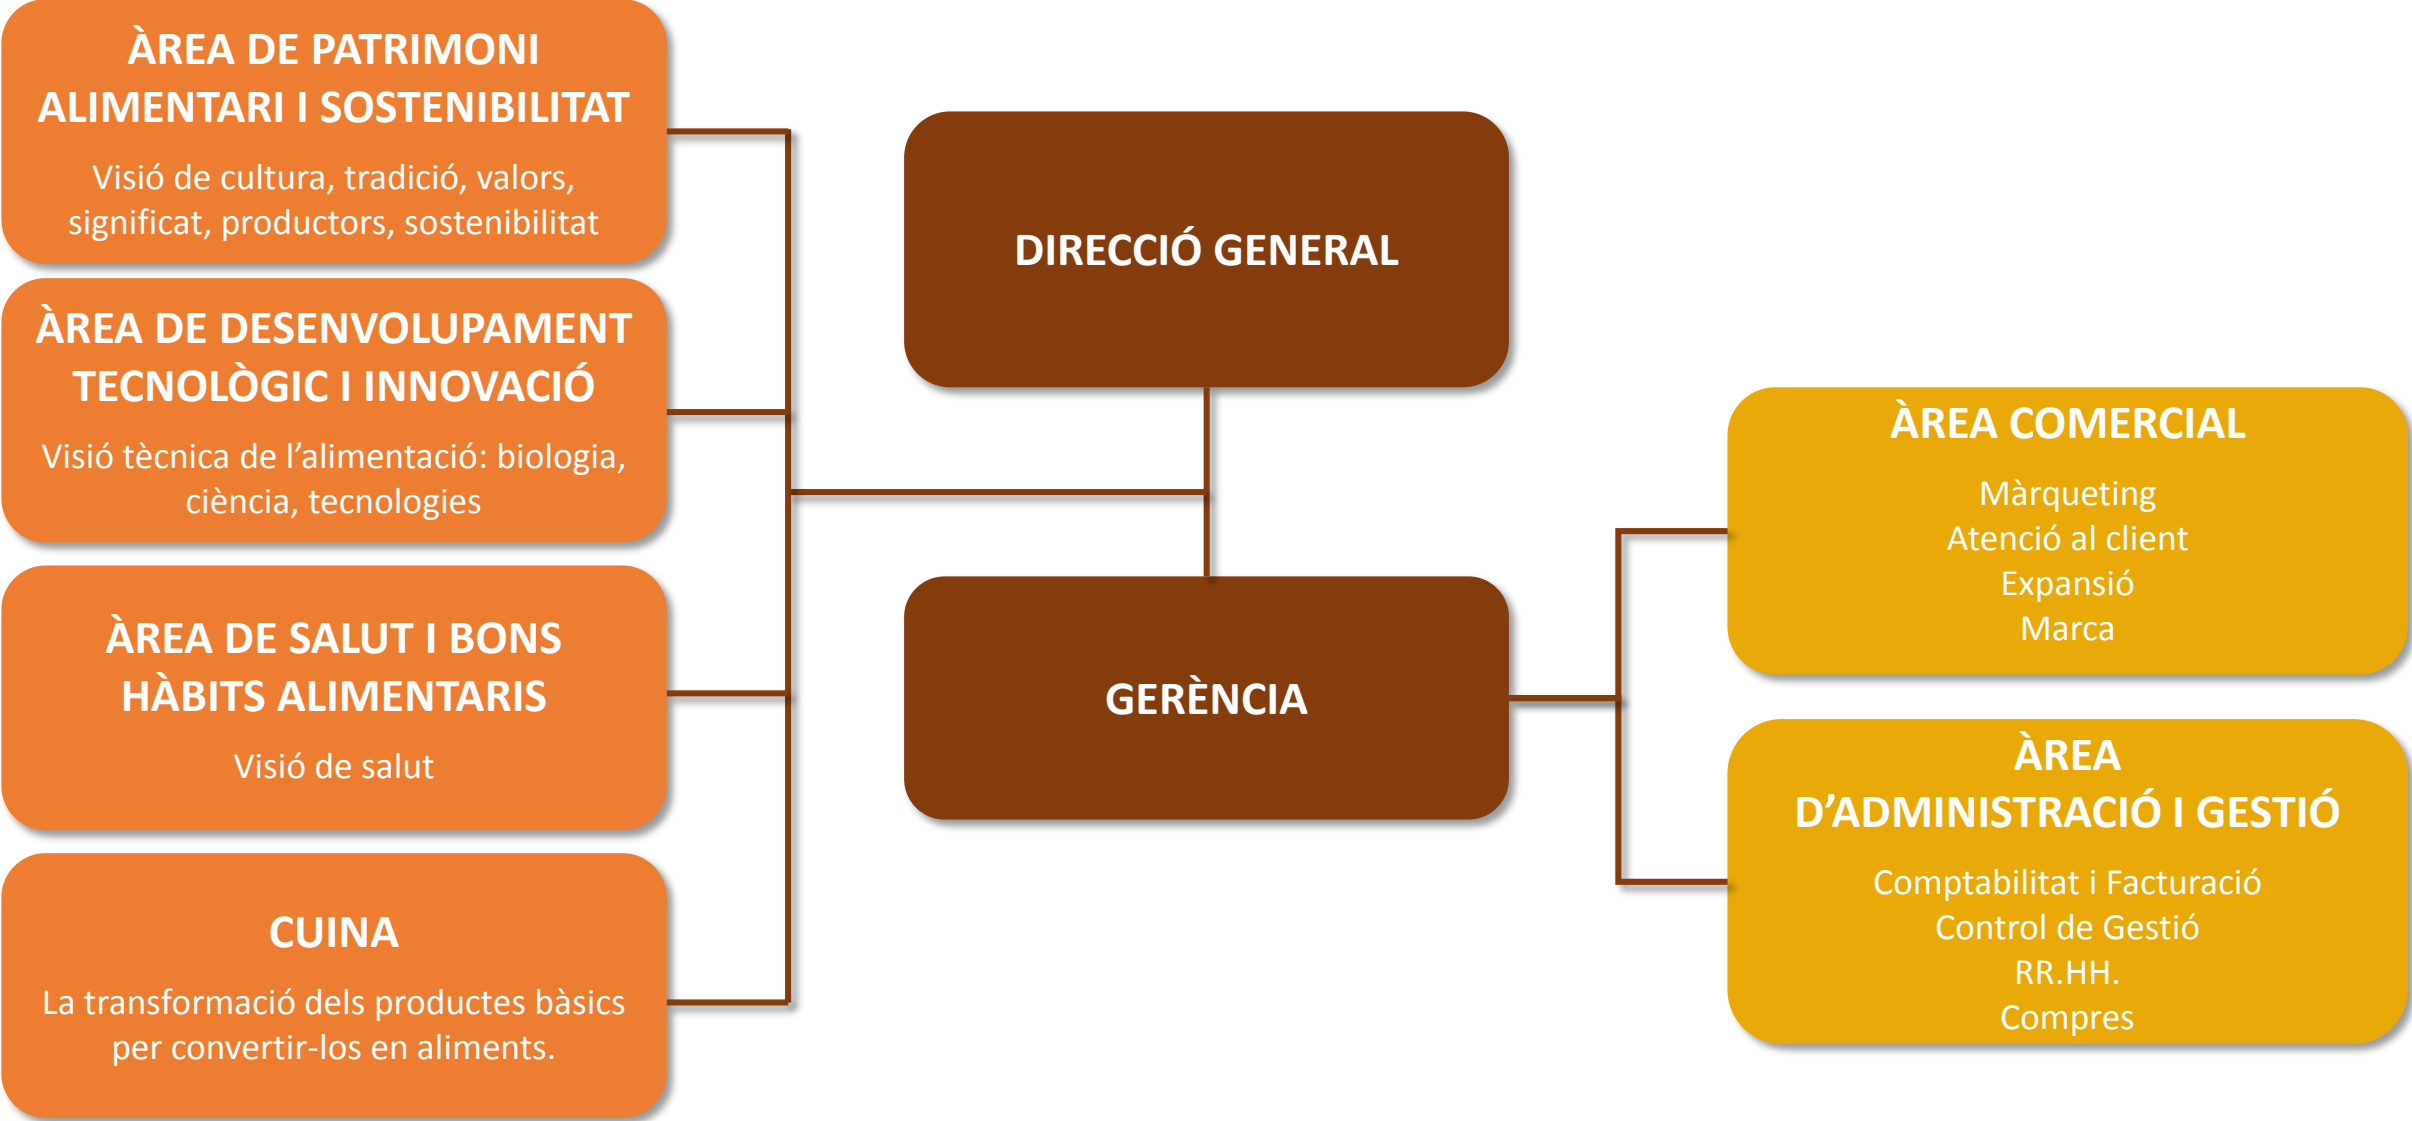 ÀREA DE PATRIMONI
ALIMENTARI I SOSTENIBILITAT
Visió de cultura, tradició, valors,
significat, productors, sostenibilitat
ÀREA DE DESENVOLUPAMENT
TECNOLÒGIC I INNOVACIÓ
Visió tècnica de l’alimentació: biologia,
ciència, tecnologies
ÀREA DE SALUT I BONS
HÀBITS ALIMENTARIS
Visió de salut
CUINA
La transformació dels productes bàsics
per convertir-los en aliments.
DIRECCIÓ GENERAL
GERÈNCIA
ÀREA COMERCIAL
Màrqueting
Atenció al client
Expansió
Marca
ÀREA
D’ADMINISTRACIÓ I GESTIÓ
Comptabilitat i Facturació
Control de Gestió
RR.HH.
Compres